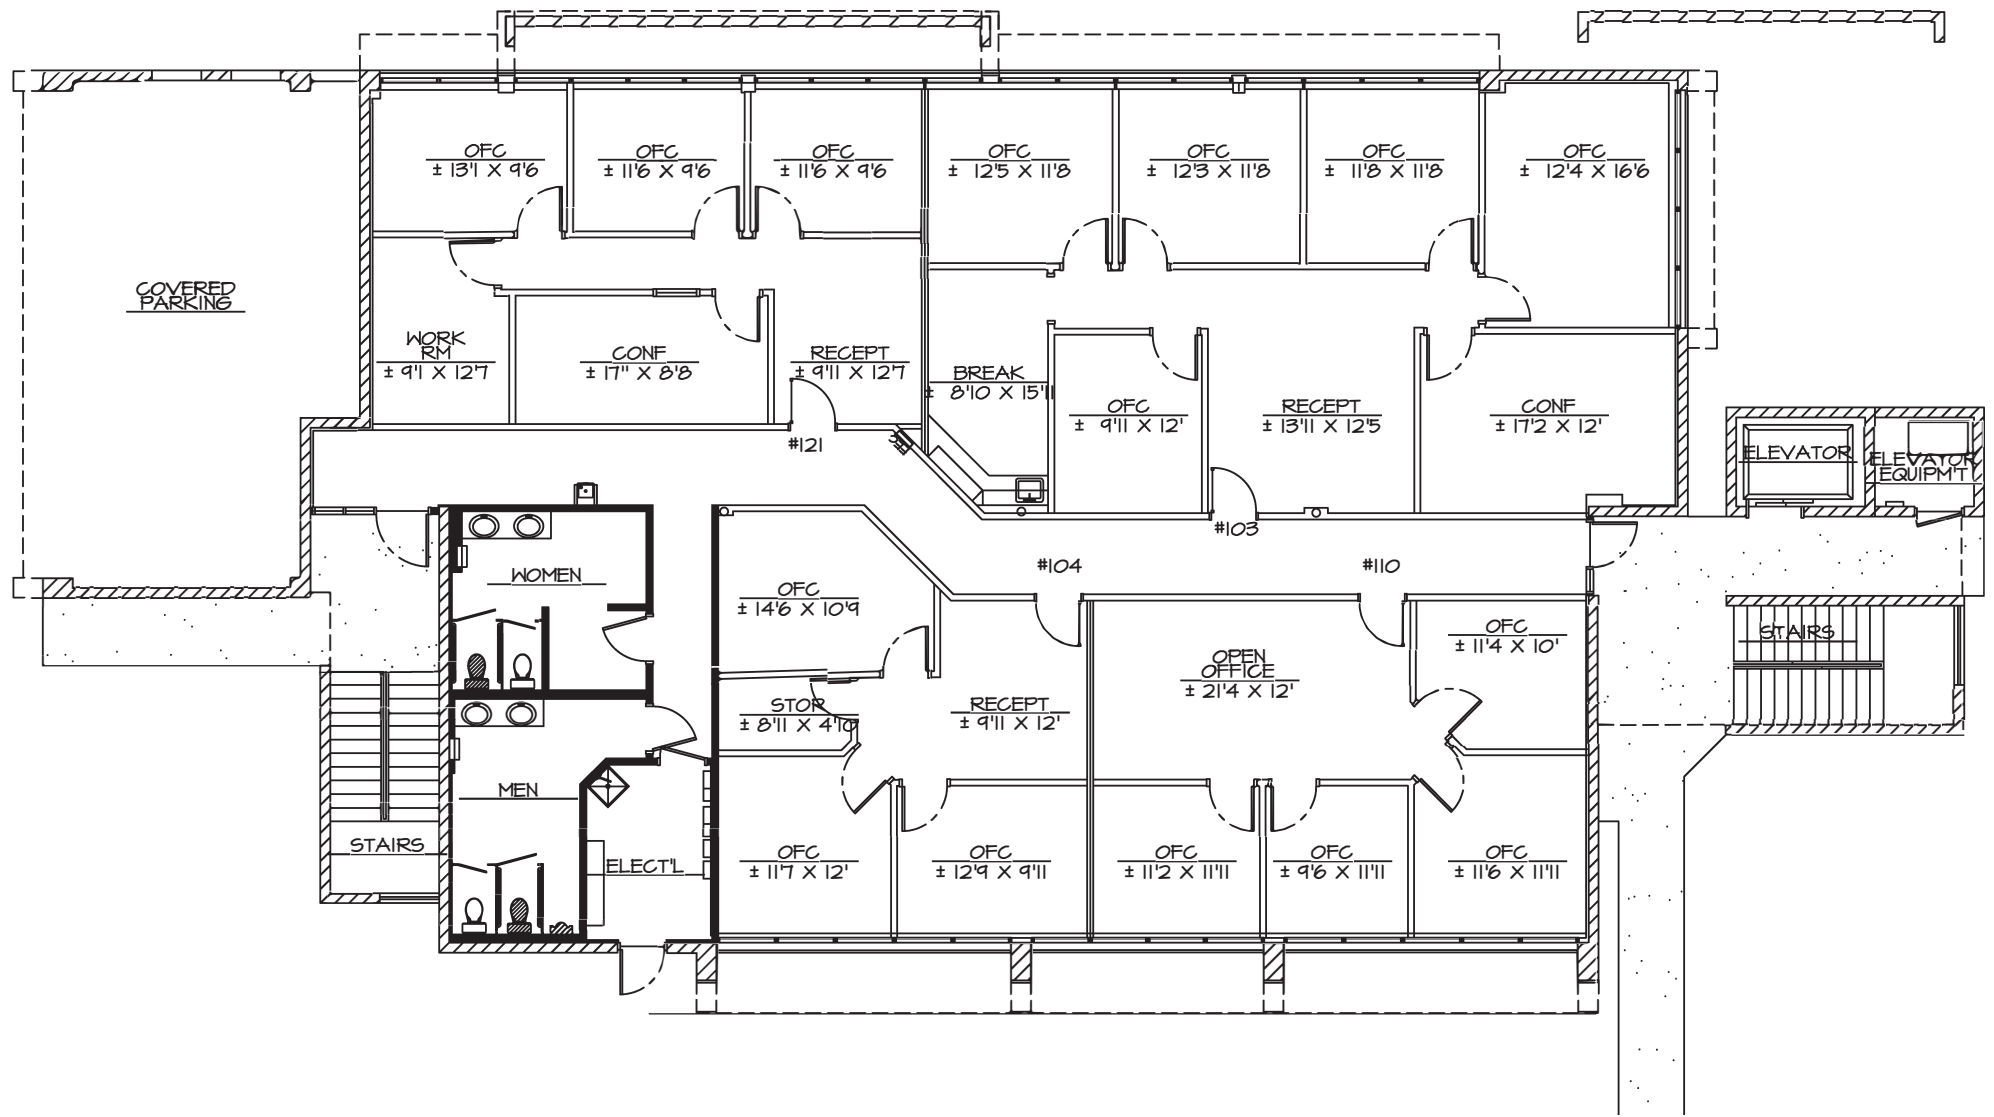 OFC
± 13'1 X 9'6
OFC
± 11'6 X 9'6
OFC
± 11'6 X 9'6
OFC
± 12'5 X 11'8
OFC
± 12'3 X 11'8
OFC
± 11'8 X 11'8
OFC
± 12'4 X 16'6
COVERED
PARKING
WORK
RM
± 9'1 X 12'7
CONF
± 17'' X 8'8
RECEPT
± 9'11 X 12'7
BREAK
± 8'10 X 15'11
OFC
± 9'11 X 12'
RECEPT
± 13'11 X 12'5
CONF
± 17'2 X 12'
#121
ELEVATOR
ELEVATOR
EQUIPM'T
#103
#104
#110
WOMEN
OFC
± 14'6 X 10'9
OFC
± 11'4 X 10'
STAIRS
OPEN
OFFICE
± 21'4 X 12'
STOR
± 8'11 X 4'10
RECEPT
± 9'11 X 12'
MEN
STAIRS
ELECT'L
OFC
± 11'7 X 12'
OFC
± 12'9 X 9'11
OFC
± 11'2 X 11'11
OFC
± 9'6 X 11'11
OFC
± 11'6 X 11'11